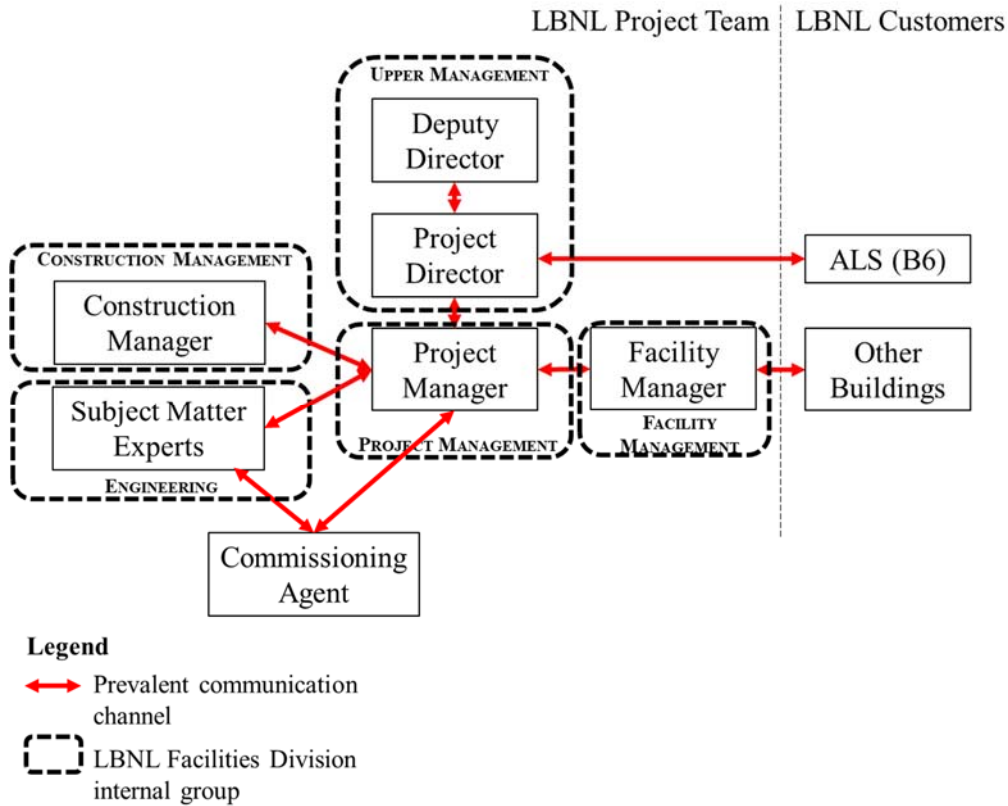 LBNL Project Team
LBNL Customers
UPPER MANAGEMENT
Deputy
Director
Project
Director
CONSTRUCTION MANAGEMENT
Construction
Manager
ALS (B6)
Project
Manager
PROJECT MANAGEMENT
Facility
Manager
FACILITY
MANAGEMENT
Other
Buildings
Subject Matter
Experts
ENGINEERING
Commissioning
Agent
Legend
Prevalent communication
channel
LBNL Facilities Division
internal group